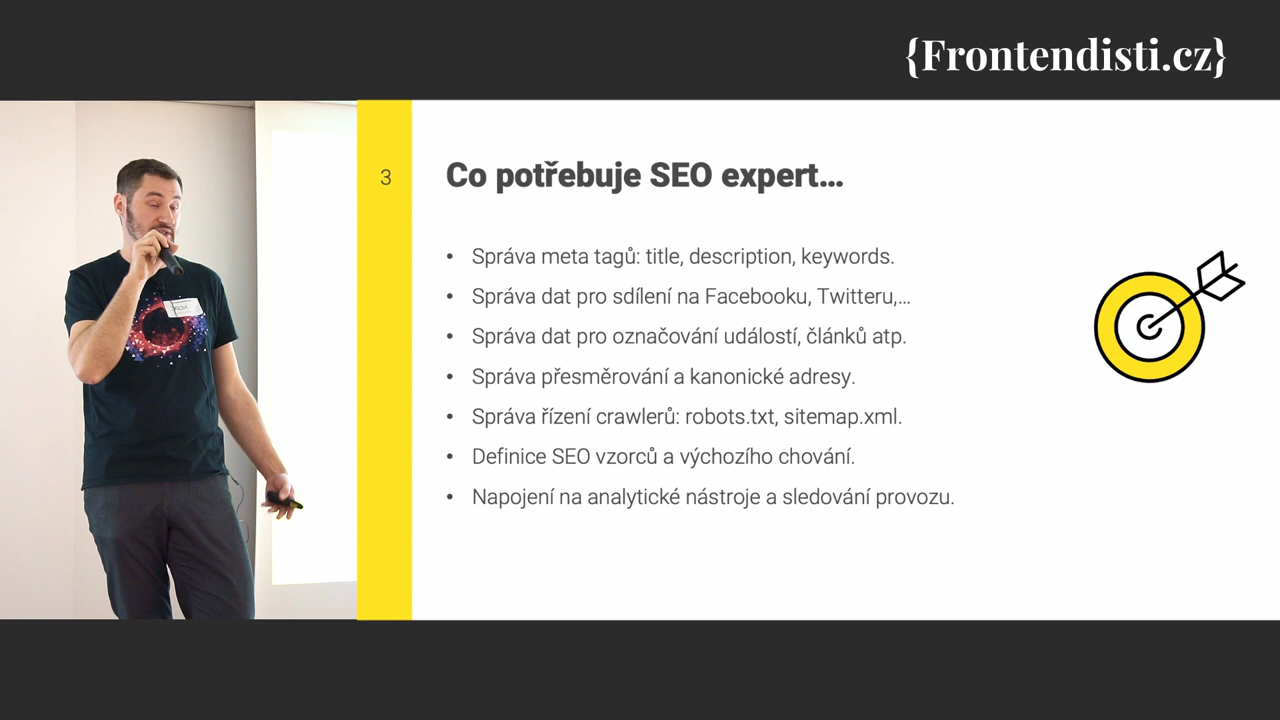 {Frontendisti.cz}
3
Co potřebuje SEO expert...
• Správa meta tagů: title, description, keywords.
• Správa dat pro sdílení na Facebooku, Twitteru,...
• Správa dat pro označování událostí, článků atp.
• Správa přesměrování a kanonické adresy.
• Správa řízení crawlerů: robots.txt, sitemap.xml.
• Definice SEO vzorců a výchozího chování.
• Napojení na analytické nástroje a sledování provozu.